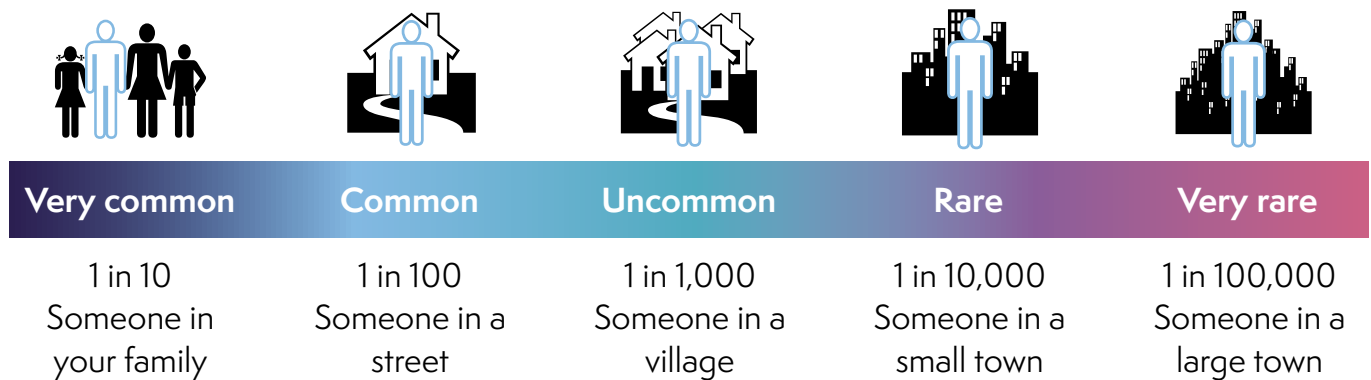 Very common
Common
Uncommon
Rare
Very rare
1 in 10
Someone in
your family
1 in 100
Someone in a
street
1 in 1,000
Someone in a
village
1 in 10,000
Someone in a
small town
1 in 100,000
Someone in a
large town